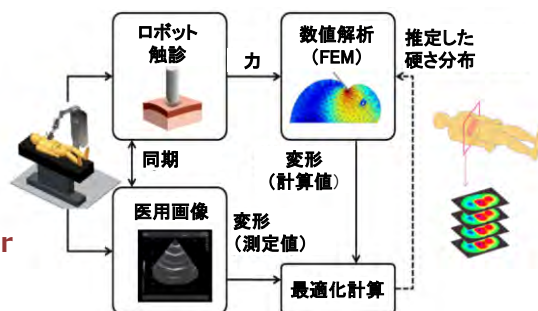 ロボット
触診
力
数値解析
(FEM)
推定した
硬さ分布
同期
変形
(計算値)
医用画像
変形
(測定値)
r
最適化計算